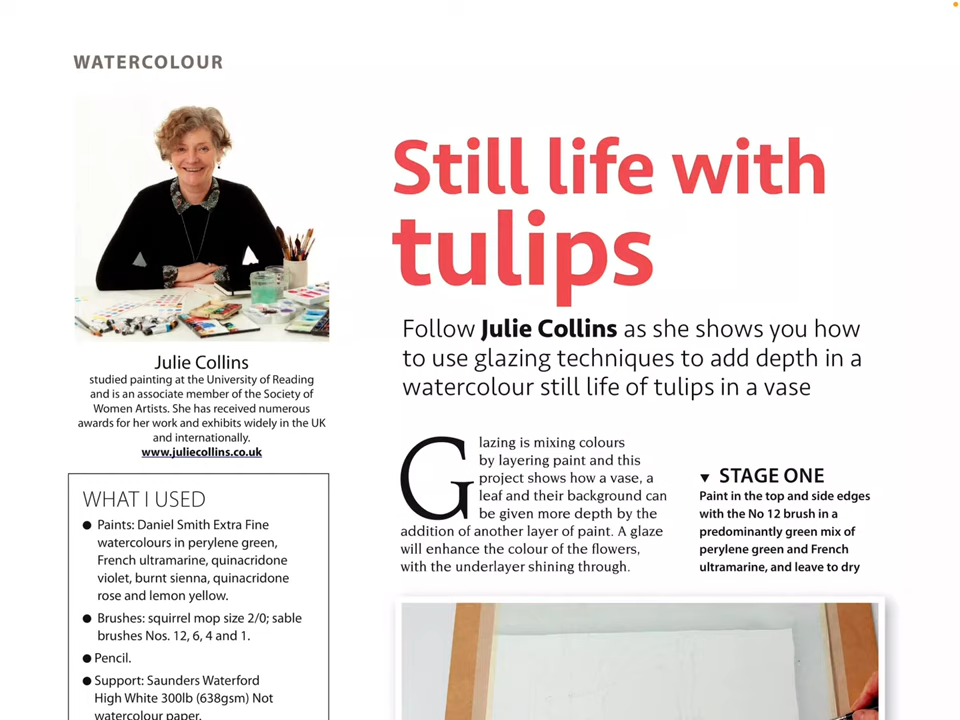 WATERCOLOUR
Still life with
tulips
Follow Julie Collins as she shows you how
to use glazing techniques to add depth in a
watercolour still life of tulips in a vase
Julie Collins
studied painting at the University of Reading
and is an associate member of the Society of
Women Artists. She has received numerous
awards for her work and exhibits widely in the UK
and internationally.
www.juliecollins.co.uk
WHAT I USED
● Paints: Daniel Smith Extra Fine
watercolours in perylene green,
French ultramarine, quinacridone
violet, burnt sienna, quinacridone
rose and lemon yellow.
● Brushes: squirrel mop size 2/0; sable
brushes Nos. 12, 6, 4 and 1.
● Pencil.
● Support: Saunders Waterford
High White 300lb (638gsm) Not
watercolour paper.
Glazing is mixing colours
by layering paint and this
project shows how a vase, a
leaf and their background can
be given more depth by the
addition of another layer of paint. A glaze
will enhance the colour of the flowers,
with the underlayer shining through.
▼ STAGE ONE
Paint in the top and side edges
with the No 12 brush in a
predominantly green mix of
perylene green and French
ultramarine, and leave to dry